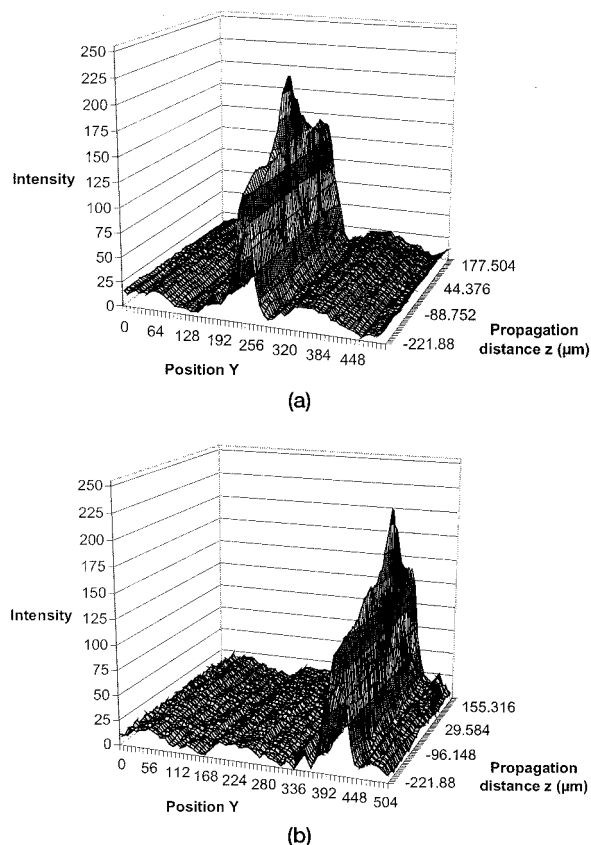 250
225
200
175
150
125
100
75
50
25
0
Intensity
0 64 128 192 256 320 384 448
Position Y
177.504
44.376
-88.752
-221.88
Propagation
distance z (µm)
(a)
250
225
200
175
150
125
100
75
50
25
0
Intensity
0 56 112 168 224 280 336 392 448 504
Position Y
155.316
29.584
-96.148
-221.88
Propagation
distance z (µm)
(b)